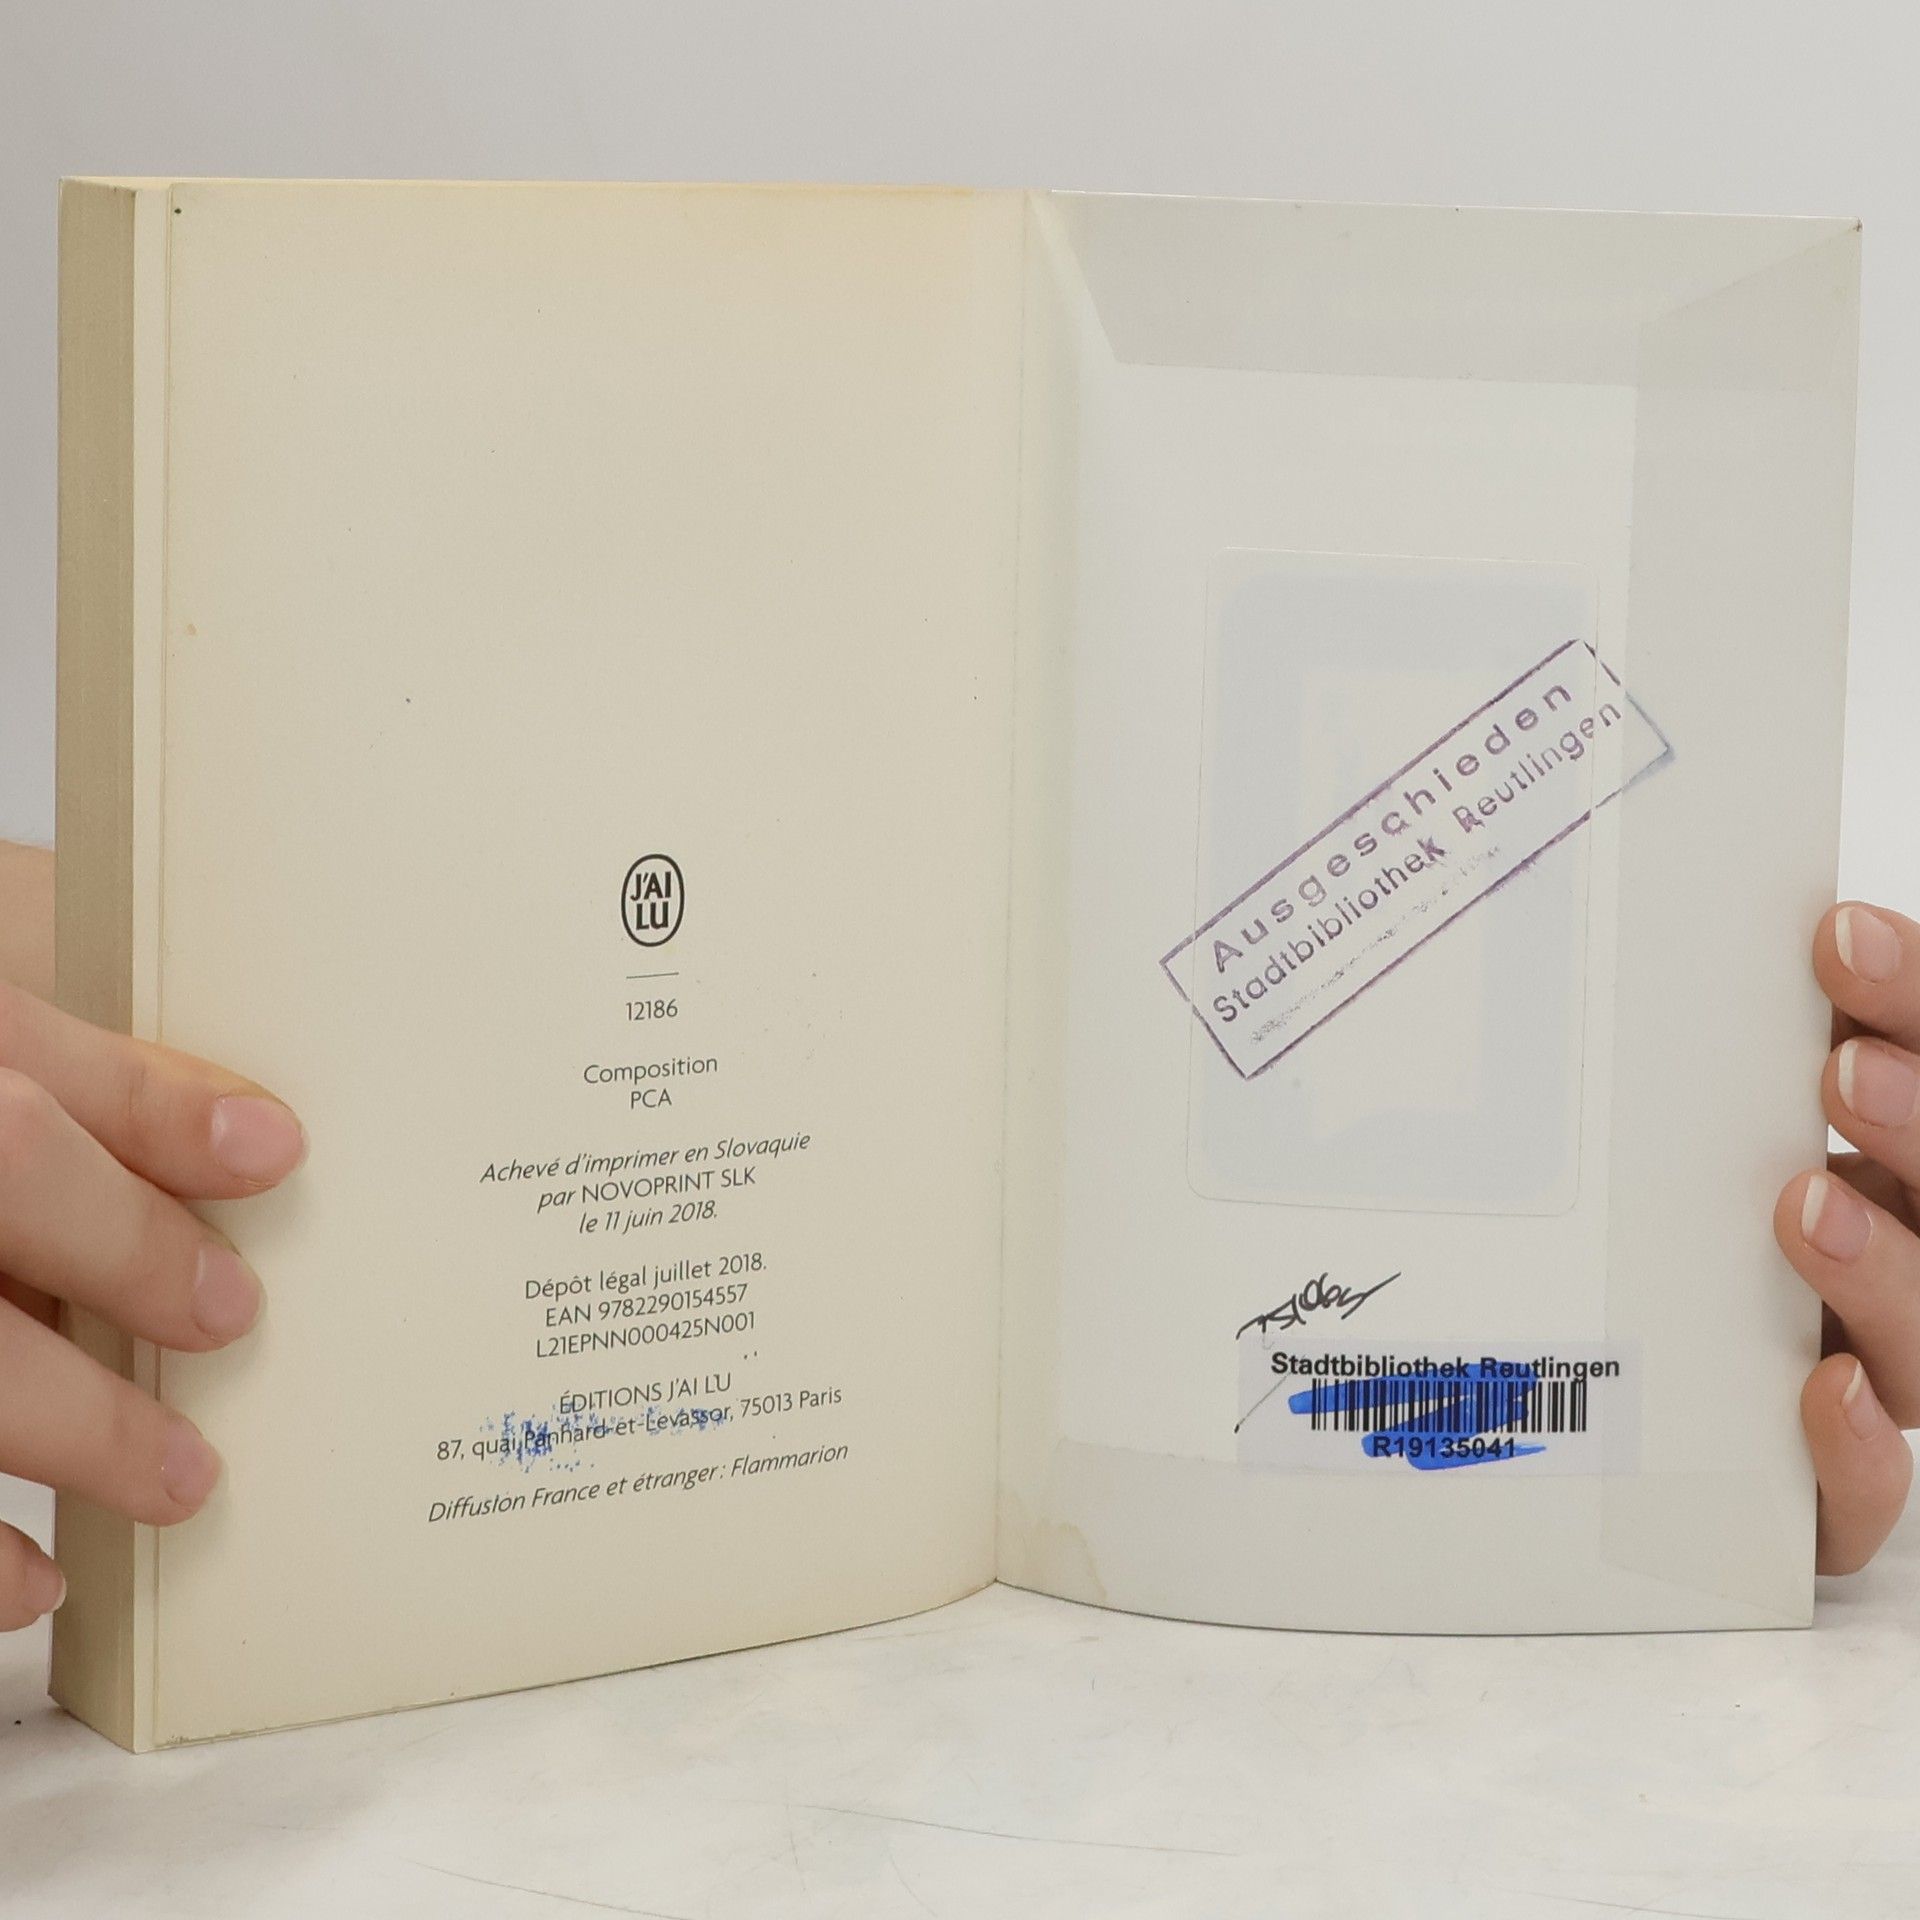 J'AI
LU
12186
Composition
PCA
Achevé d'imprimer en Slovaquie
par NOVOPRINT SLK
le 11 juin 2018.
Dépôt légal juillet 2018.
EAN 9782290154557
L21EPNN000425N001
ÉDITIONS J'AI LU
87, quai Panhard-et-Levassor, 75013 Paris
Diffusion France et étranger : Flammarion
Ausgeschieden
Stadtbibliothek Reutlingen
Stadtbibliothek Reutlingen
R19135041